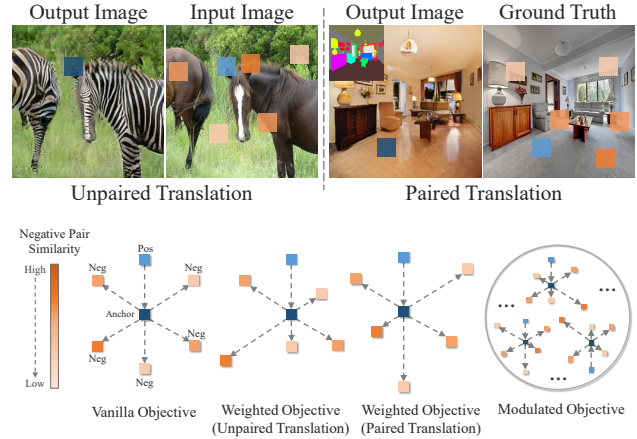 Output Image
Input Image
Output Image
Ground Truth
Unpaired Translation
Paired Translation
Negative Pair
Similarity
High
Low
Pos
Neg
Neg
Anchor
Neg
Neg
Neg
Vanilla Objective
Weighted Objective
(Unpaired Translation)
Weighted Objective
(Paired Translation)
Modulated Objective